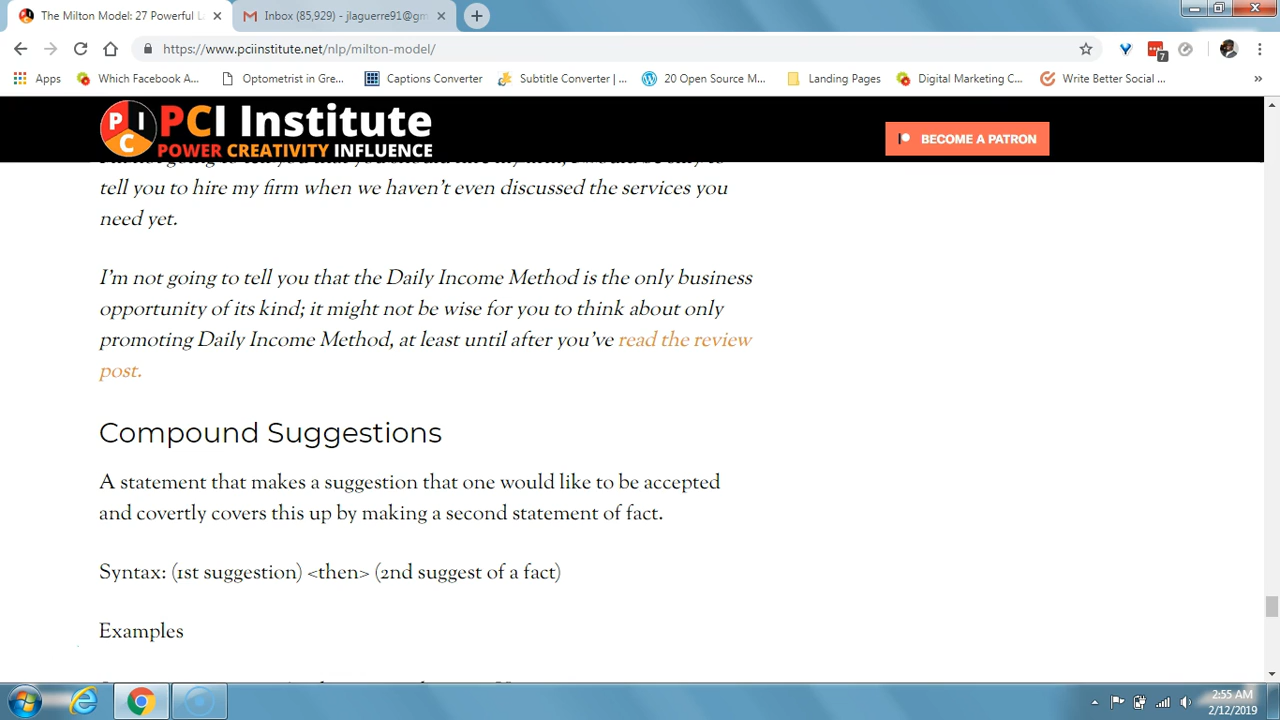 The Milton Model: 27 Powerful L
Inbox (85,929) - jlaguerre91@gm
https://www.pciinstitute.net/nlp/milton-model/
7
Apps
Which Facebook A...
Optometrist in Gre...
Captions Converter
Subtitle Converter | ...
20 Open Source M...
Landing Pages
Digital Marketing C...
Write Better Social ...
PCI
PCI Institute
POWER CREATIVITY INFLUENCE
BECOME A PATRON
tell you to hire my firm when we haven't even discussed the services you
need yet.
I'm not going to tell you that the Daily Income Method is the only business
opportunity of its kind; it might not be wise for you to think about only
promoting Daily Income Method, at least until after you've read the review
post.
Compound Suggestions
A statement that makes a suggestion that one would like to be accepted
and covertly covers this up by making a second statement of fact.
Syntax: (1st suggestion) <then> (2nd suggest of a fact)
Examples
2:55 AM
2/12/2019